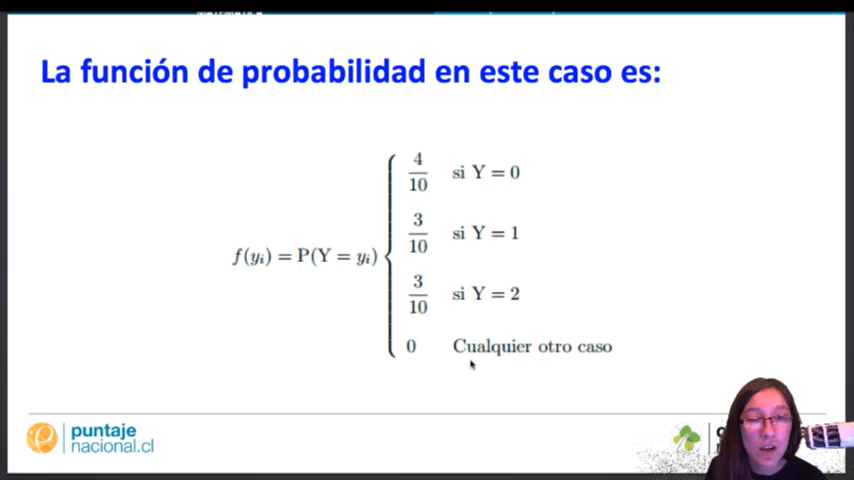 La función de probabilidad en este caso es:
4/10 si Y = 0
3/10 si Y = 1
f(yᵢ) = P(Y = yᵢ)
3/10 si Y = 2
0 Cualquier otro caso
puntaje
nacional.cl